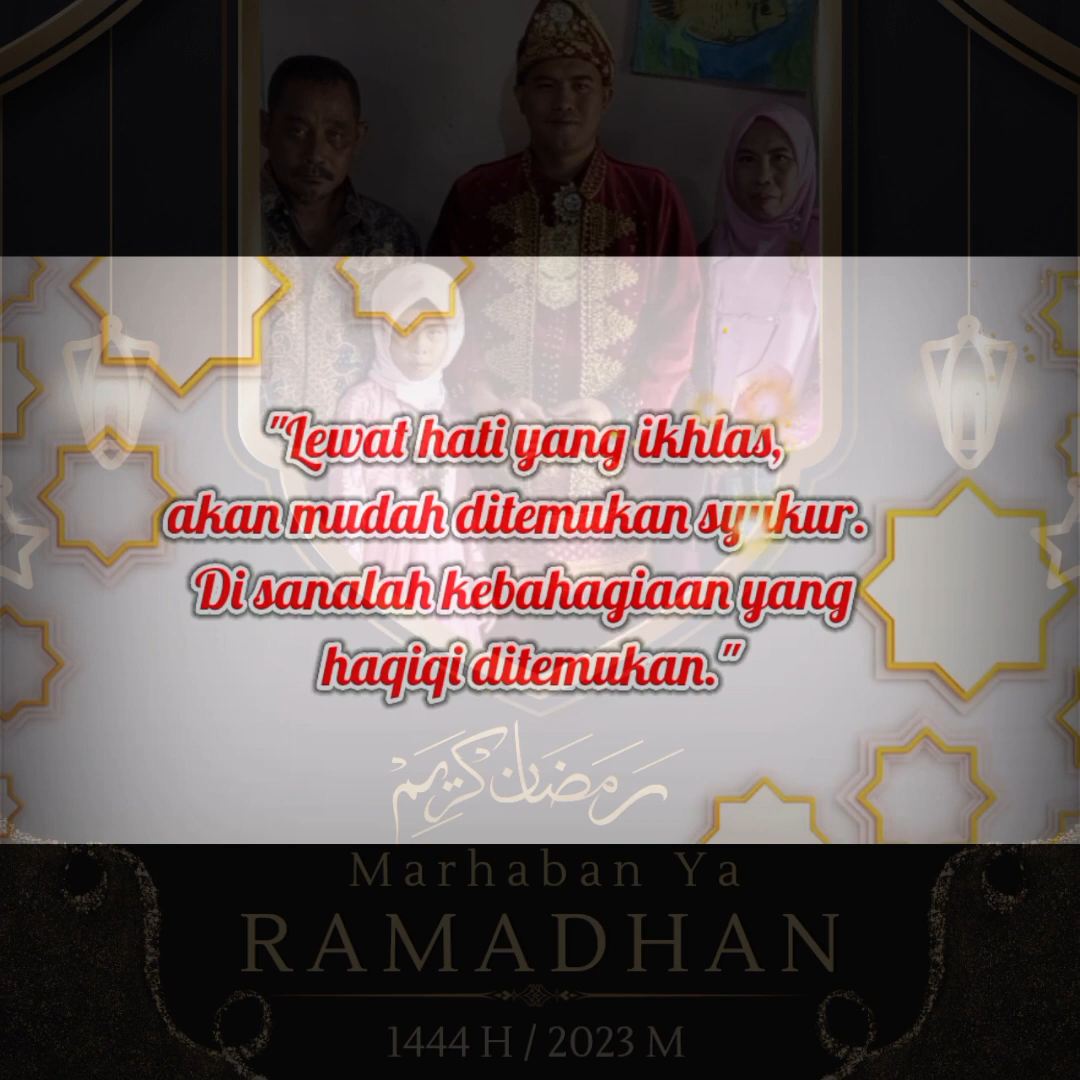 "Lewat hati yang ikhlas,
akan mudah ditemukan syukur.
Di sanalah kebahagiaan yang
haqiqi ditemukan."
رمضان كريم
Marhaban Ya
RAMADHAN
1444 H / 2023 M